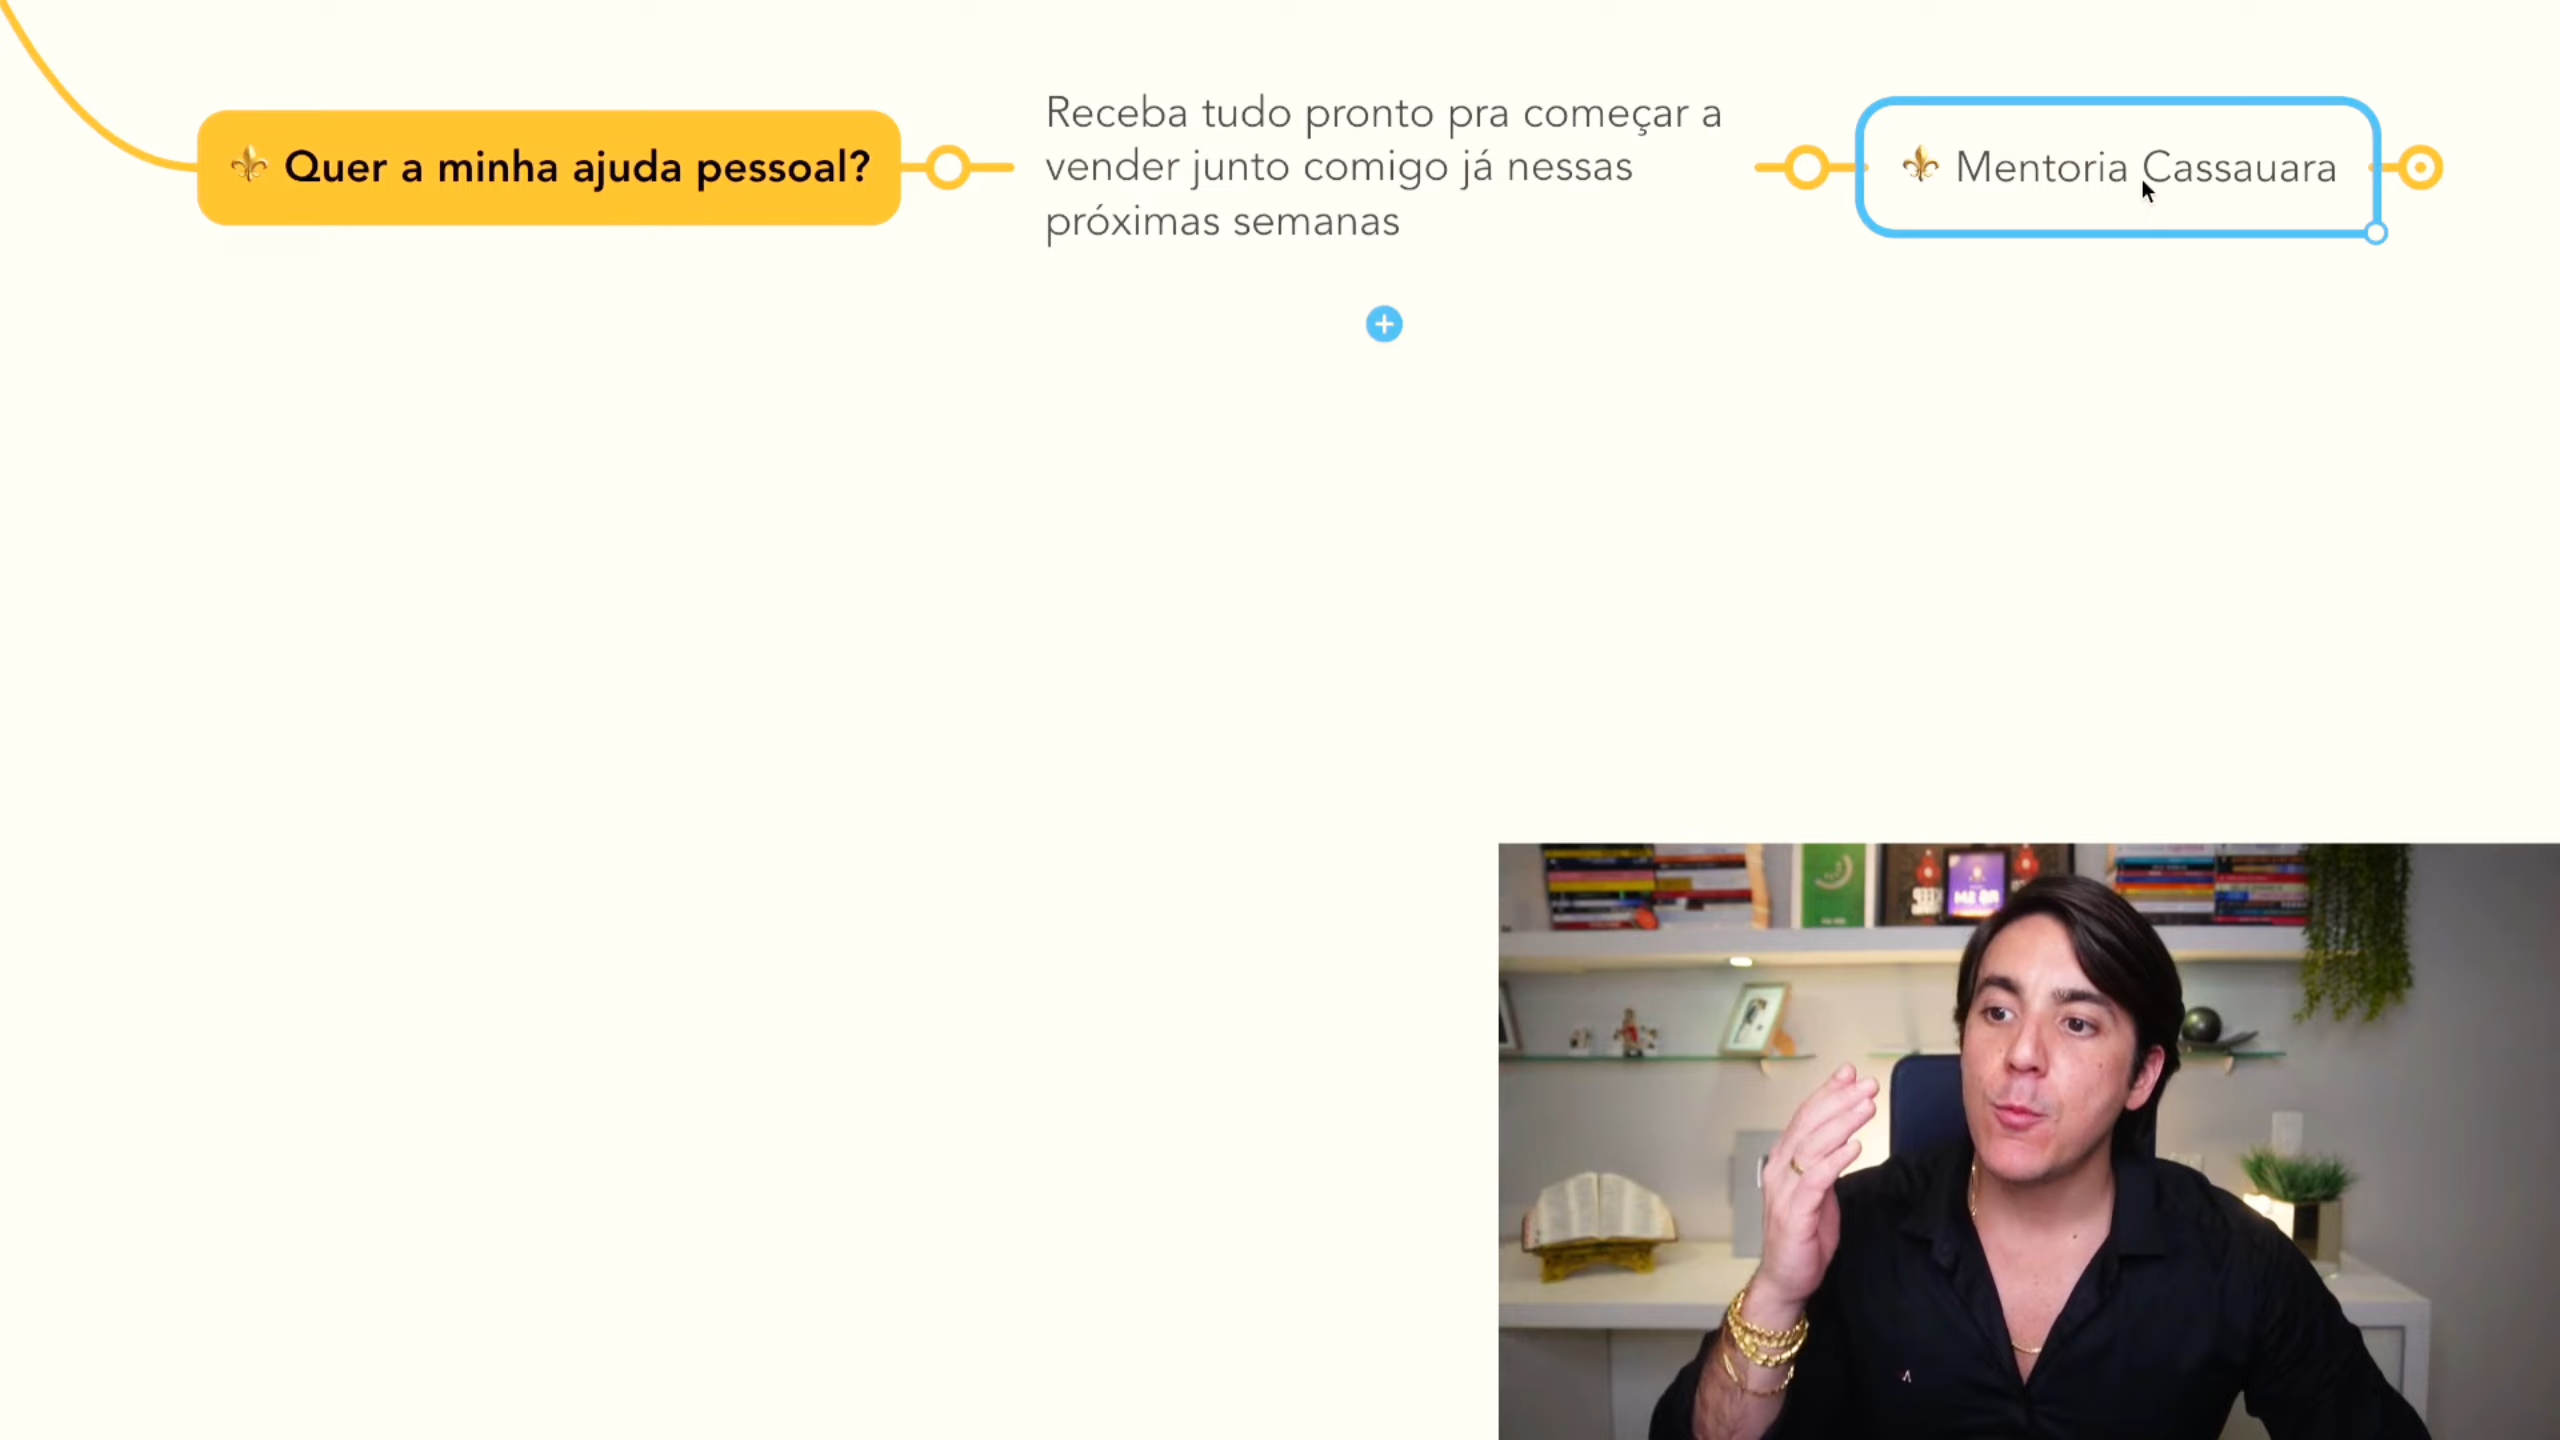 Quer a minha ajuda pessoal?
Receba tudo pronto pra começar a
vender junto comigo já nessas
próximas semanas
Mentoria Cassauara